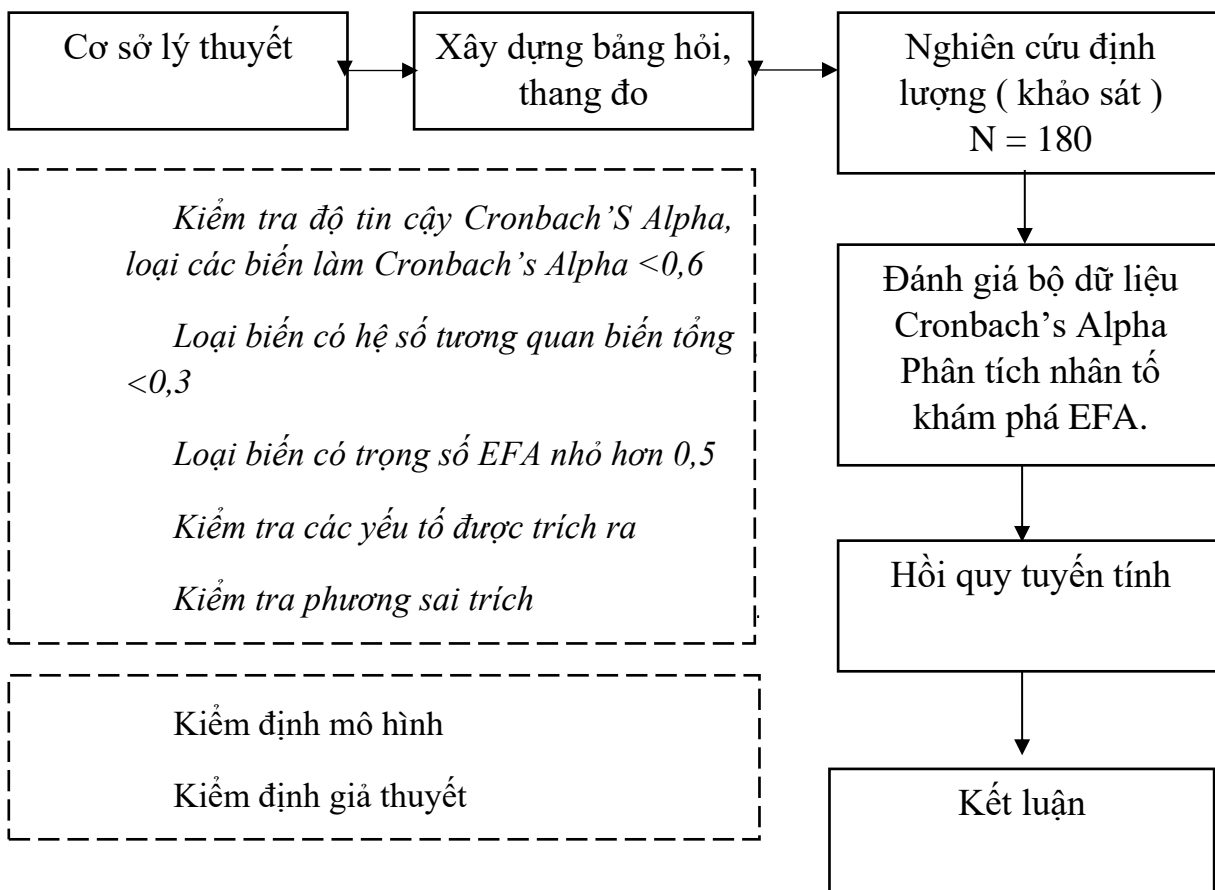 Cơ sở lý thuyết
Xây dựng bảng hỏi,
thang đo
Nghiên cứu định
lượng ( khảo sát )
N = 180
Kiểm tra độ tin cậy Cronbach’S Alpha,
loại các biến làm Cronbach’s Alpha <0,6
Loại biến có hệ số tương quan biến tổng
<0,3
Loại biến có trọng số EFA nhỏ hơn 0,5
Kiểm tra các yếu tố được trích ra
Kiểm tra phương sai trích
Đánh giá bộ dữ liệu
Cronbach’s Alpha
Phân tích nhân tố
khám phá EFA.
Hồi quy tuyến tính
Kiểm định mô hình
Kiểm định giả thuyết
Kết luận